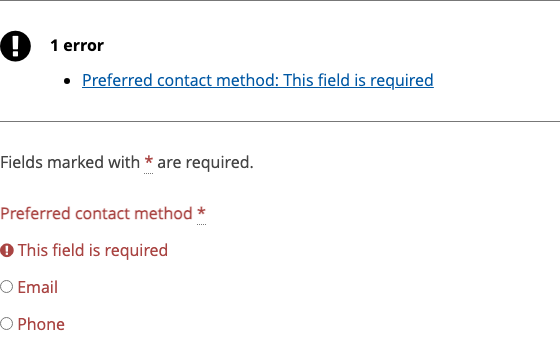 1 error
Preferred contact method: This field is required
Fields marked with * are required.
Preferred contact method *
This field is required
Email
Phone